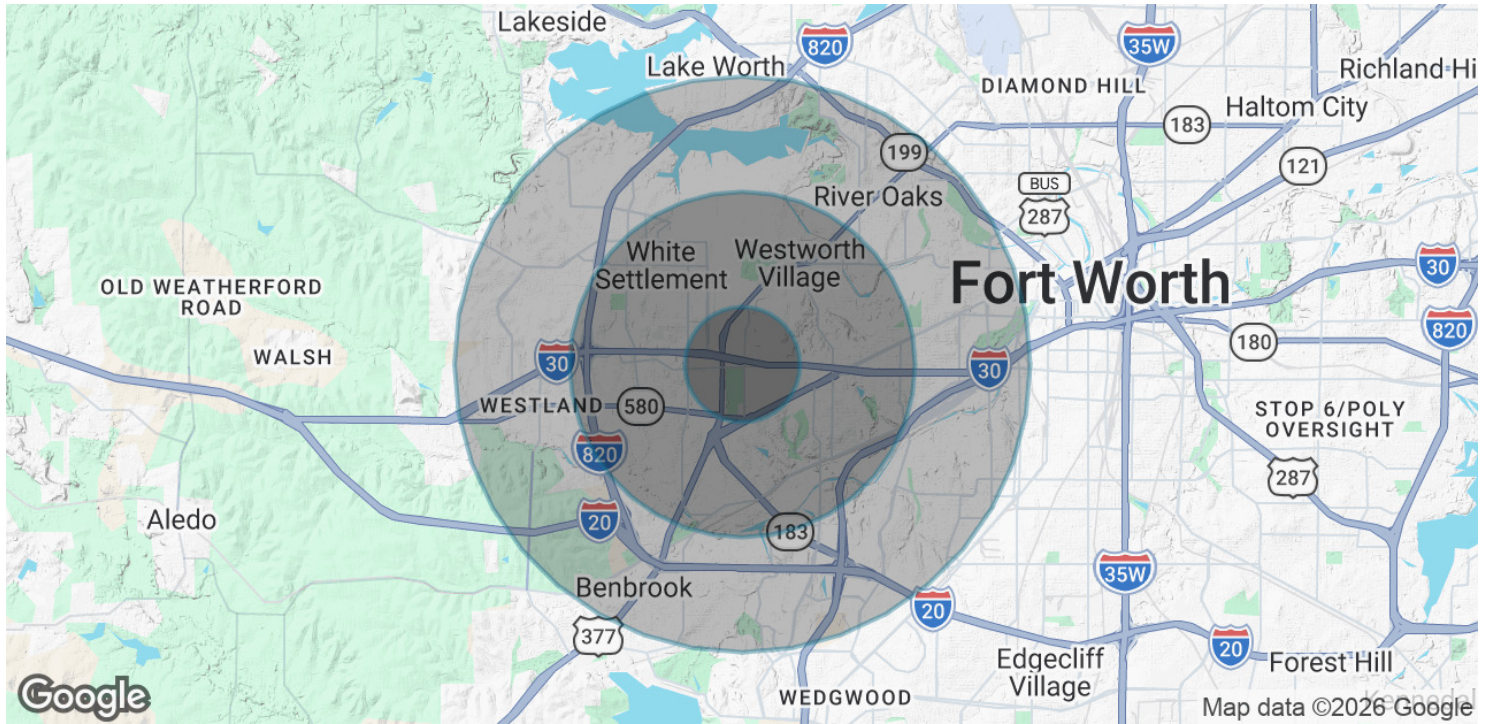 Lakeside
820
35W
Lake Worth
Richland Hi
DIAMOND HILL
Haltom City
183
199
121
River Oaks
BUS
287
White
Settlement
Westworth
Village
Fort Worth
30
OLD WEATHERFORD
ROAD
820
WALSH
180
30
30
WESTLAND
580
STOP 6/POLY
OVERSIGHT
820
287
Aledo
20
183
35W
Benbrook
20
377
20
Edgecliff
Village
Forest Hill
WEDGWOOD
Kennedal
Google
Map data ©2026 Google